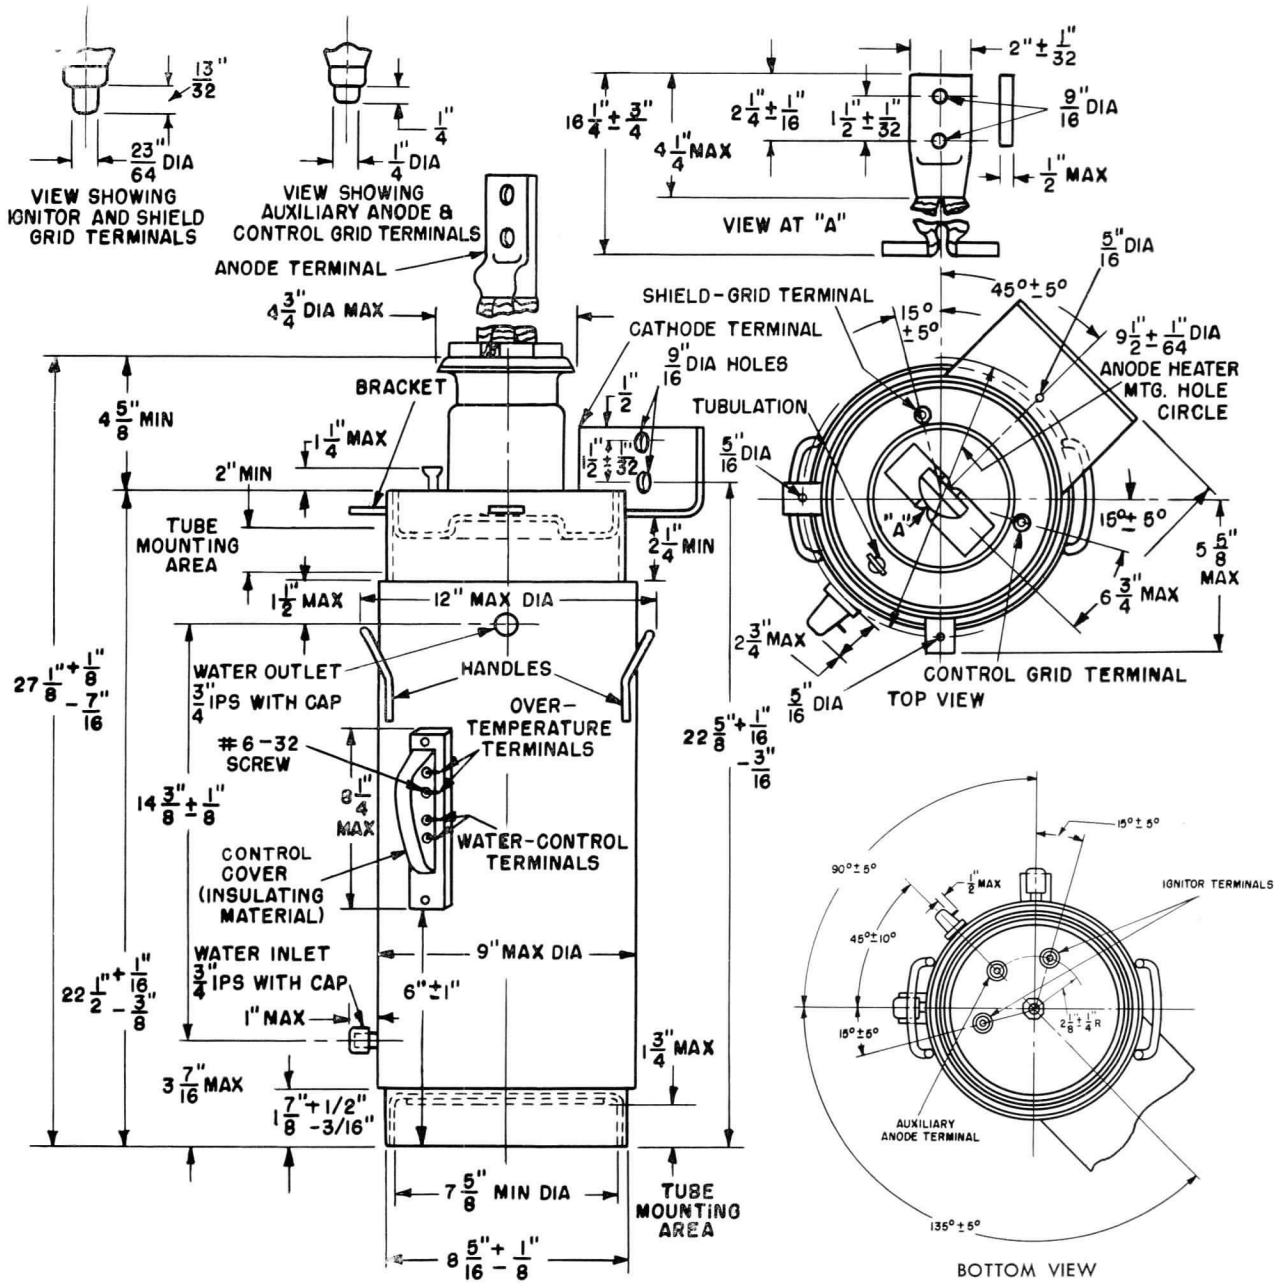 13/32"
23/64" DIA
VIEW SHOWING
IGNITOR AND SHIELD
GRID TERMINALS
1/4"
1/4" DIA
VIEW SHOWING
AUXILIARY ANODE &
CONTROL GRID TERMINALS
ANODE TERMINAL
4 3/4" DIA MAX
BRACKET
4 5/8" MIN
1 1/4" MAX
2" MIN
TUBE
MOUNTING
AREA
1 1/2" MAX
12" MAX DIA
WATER OUTLET
3/4" IPS WITH CAP
HANDLES
27 1/8" + 1/8"
- 7/16"
OVER-
TEMPERATURE
TERMINALS
#6-32
SCREW
14 3/8" ± 1/8"
8 1/4"
MAX
WATER-CONTROL
TERMINALS
CONTROL
COVER
(INSULATING
MATERIAL)
WATER INLET
3/4" IPS WITH CAP
9" MAX DIA
22 1/2" + 1/16"
- 3/8"
6" ± 1"
1" MAX
1 3/4" MAX
3 7/16" MAX
1 7/8" + 1/2"
- 3/16"
7 5/8" MIN DIA
TUBE
MOUNTING
AREA
8 5/16" ± 1/8"
CATHODE TERMINAL
9/16" DIA HOLES
1/2"
1 1/2" ± 1/32"
2 1/4" MIN
22 5/8" + 1/16"
- 3/16"
2" ± 1/32"
16 1/4" ± 3/4"
4 1/4" MAX
2 1/4" ± 1/16"
1 1/2" ± 1/32"
9/16" DIA
1/2" MAX
VIEW AT "A"
5/16" DIA
SHIELD-GRID TERMINAL
15°
± 5°
45° ± 5°
9 1/2" ± 1/64" DIA
ANODE HEATER
MTG. HOLE
CIRCLE
TUBULATION
5/16" DIA
"A"
15° ± 5°
5 5/8"
MAX
6 3/4" MAX
2 3/4" MAX
5/16" DIA
CONTROL GRID TERMINAL
TOP VIEW
15° ± 5°
90° ± 5°
1/2" MAX
IGNITOR TERMINALS
45° ± 10°
15° ± 5°
2 1/8" ± 1/4" R
AUXILIARY
ANODE TERMINAL
135° ± 5°
BOTTOM VIEW